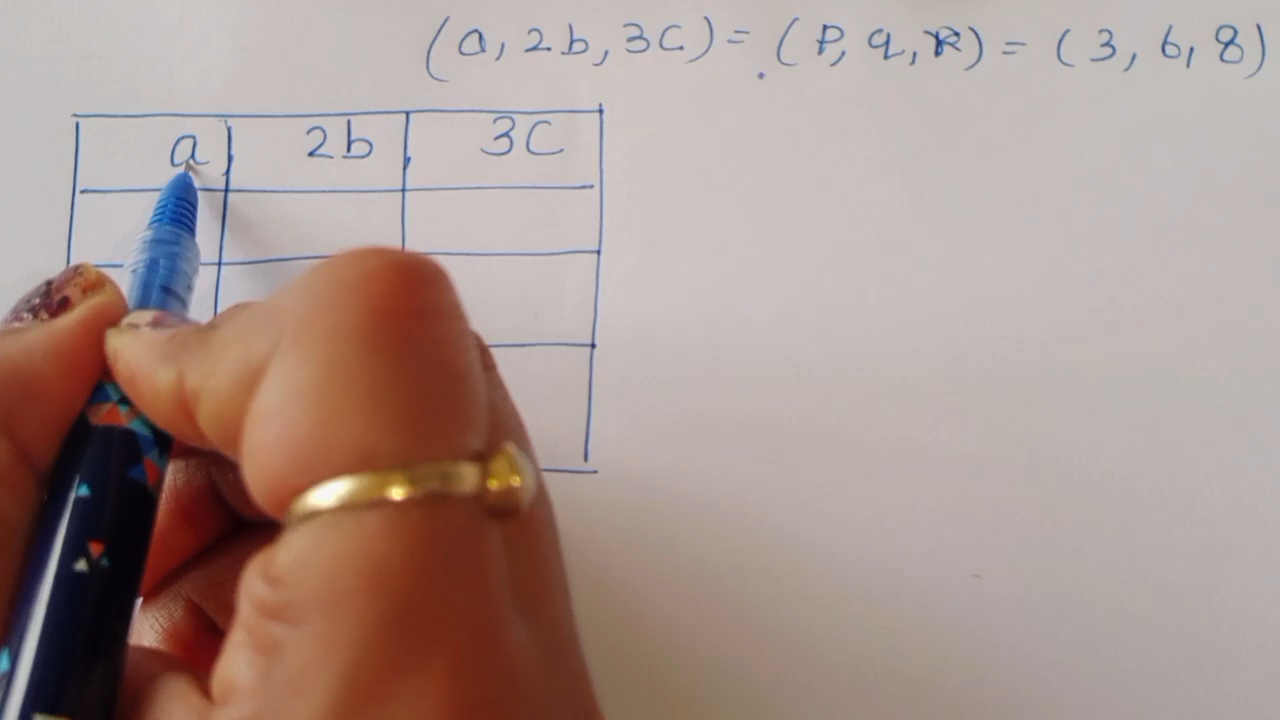 (a, 2b, 3C) = (P, q, R) = (3, 6, 8)
a, 2b, 3C